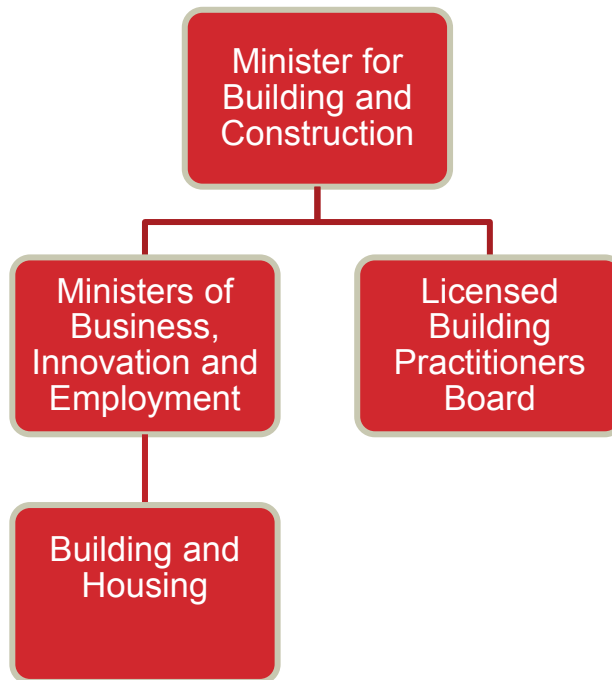 Minister for
Building and
Construction
Ministers of
Business,
Innovation and
Employment
Licensed
Building
Practitioners
Board
Building and
Housing